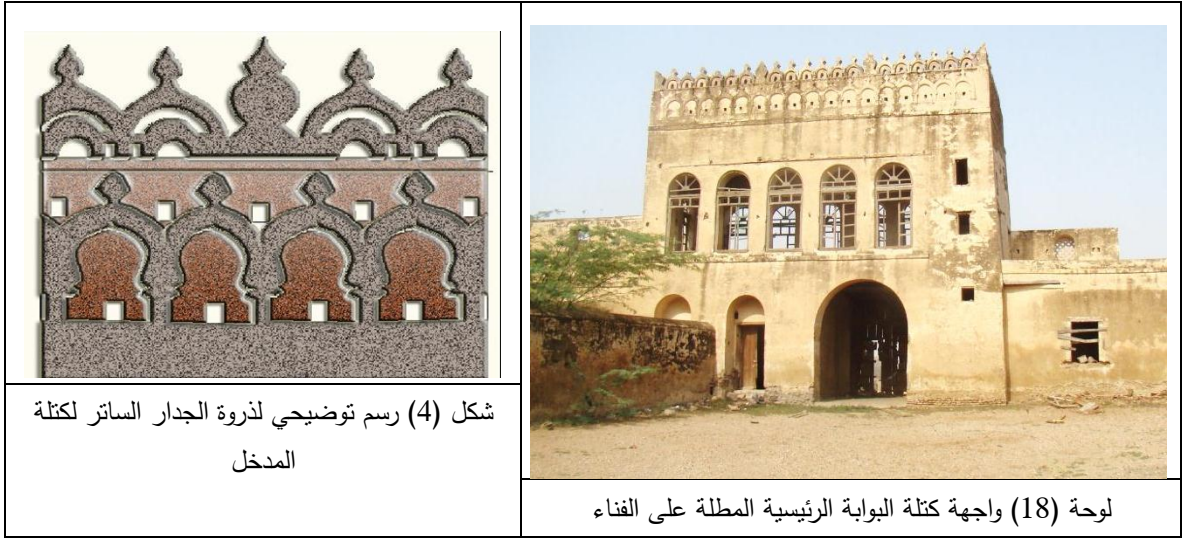 شكل (4) رسم توضيحي لذروة الجدار الساتر لكتلة
المدخل
لوحة (18) واجهة كتلة البوابة الرئيسية المطلة على الفناء